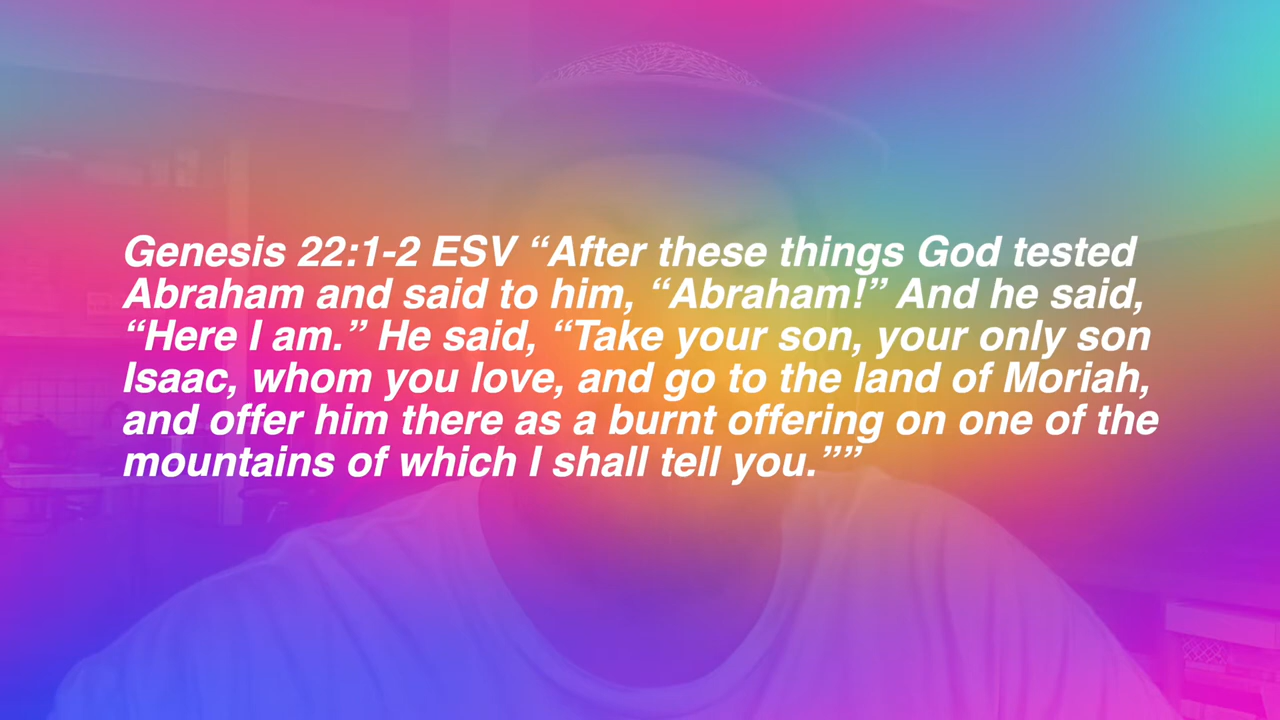 Genesis 22:1-2 ESV “After these things God tested
Abraham and said to him, “Abraham!” And he said,
“Here I am.” He said, “Take your son, your only son
Isaac, whom you love, and go to the land of Moriah,
and offer him there as a burnt offering on one of the
mountains of which I shall tell you.””